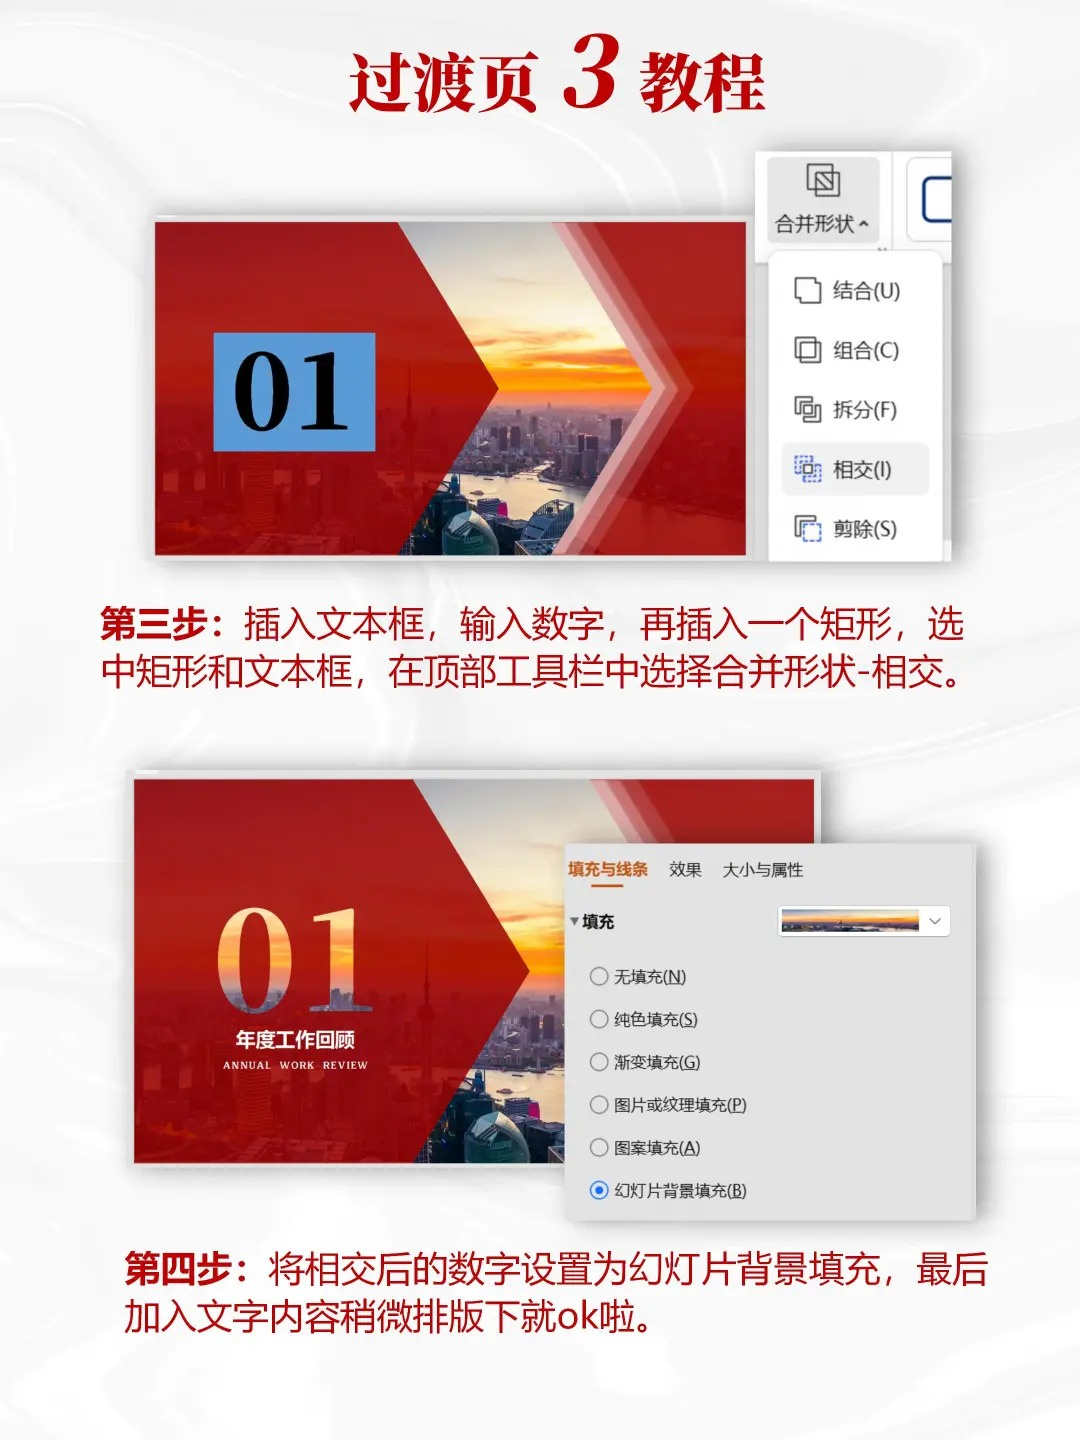 过渡页 3 教程
合并形状
结合(U)
组合(C)
拆分(F)
相交(I)
剪除(S)
01
第三步：插入文本框，输入数字，再插入一个矩形，选
中矩形和文本框，在顶部工具栏中选择合并形状-相交。
01
年度工作回顾
ANNUAL WORK REVIEW
填充与线条 效果 大小与属性
填充
无填充(N)
纯色填充(S)
渐变填充(G)
图片或纹理填充(P)
图案填充(A)
幻灯片背景填充(B)
第四步：将相交后的数字设置为幻灯片背景填充，最后
加入文字内容稍微排版下就ok啦。